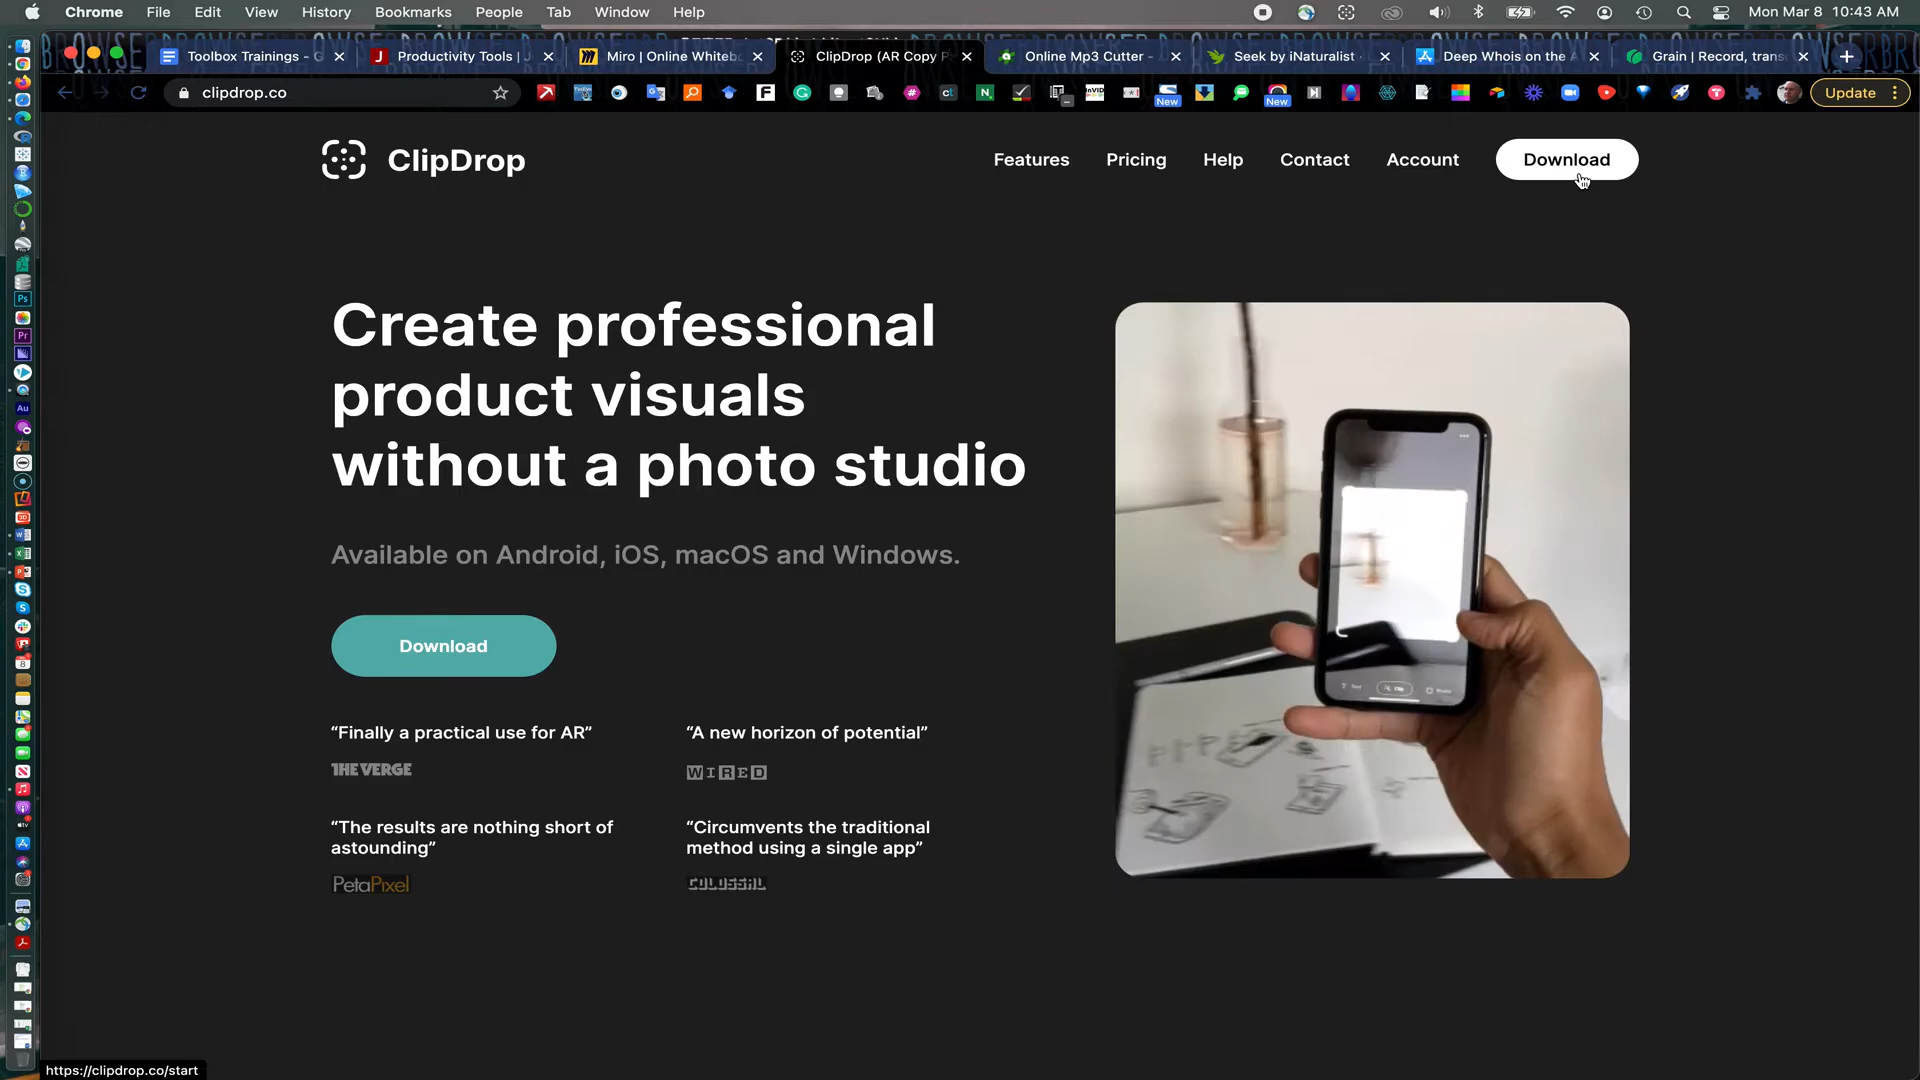 Chrome File Edit View History Bookmarks People Tab Window Help
Mon Mar 8 10:43 AM
Toolbox Trainings - G
Productivity Tools | J
Miro | Online Whiteb
ClipDrop (AR Copy P
Online Mp3 Cutter -
Seek by iNaturalist -
Deep Whois on the A
Grain | Record, trans
clipdrop.co
New
New
Update
ClipDrop
Features Pricing Help Contact Account Download
Create professional
product visuals
without a photo studio
Available on Android, iOS, macOS and Windows.
Download
“Finally a practical use for AR”
THE VERGE
“A new horizon of potential”
WIRED
“The results are nothing short of
astounding”
PetaPixel
“Circumvents the traditional
method using a single app”
COLOSSAL
Clip
https://clipdrop.co/start